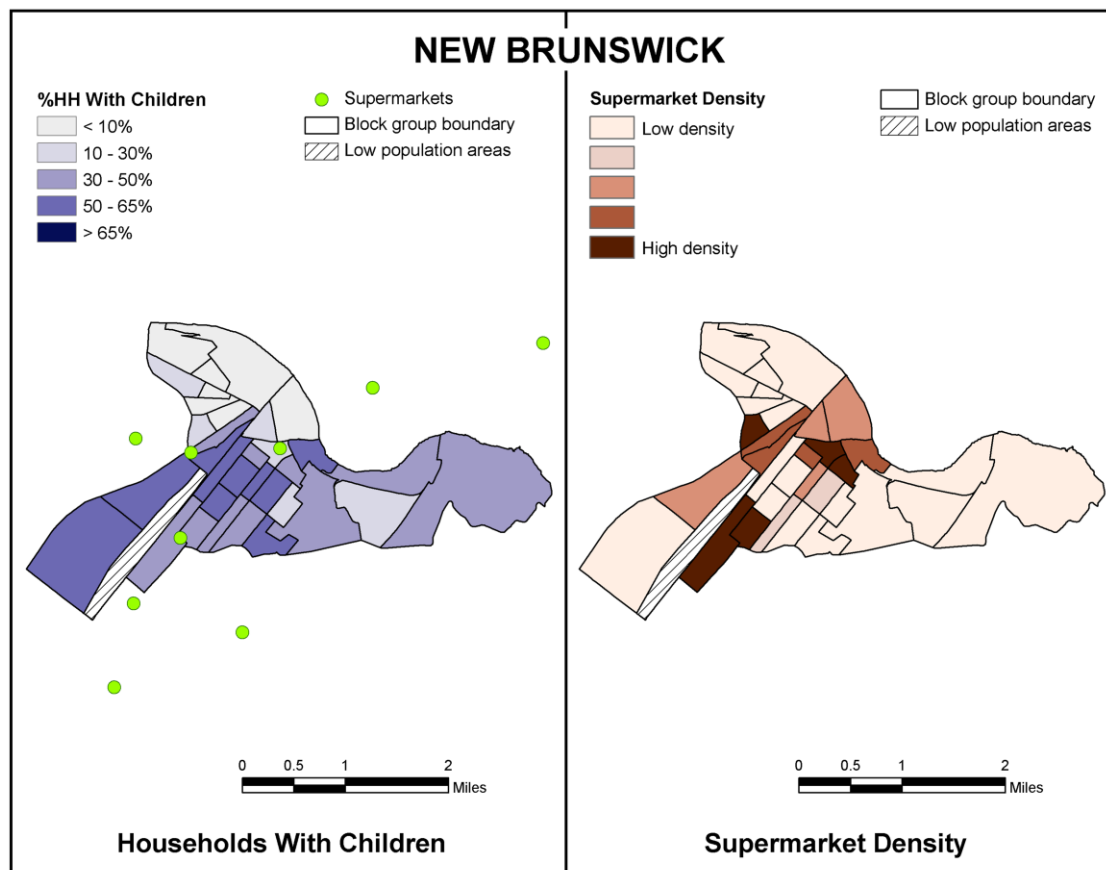 NEW BRUNSWICK
%HH With Children
< 10%
10 - 30%
30 - 50%
50 - 65%
> 65%
Supermarkets
Block group boundary
Low population areas
0 0.5 1 2
Miles
Households With Children
Supermarket Density
Low density
High density
Block group boundary
Low population areas
0 0.5 1 2
Miles
Supermarket Density